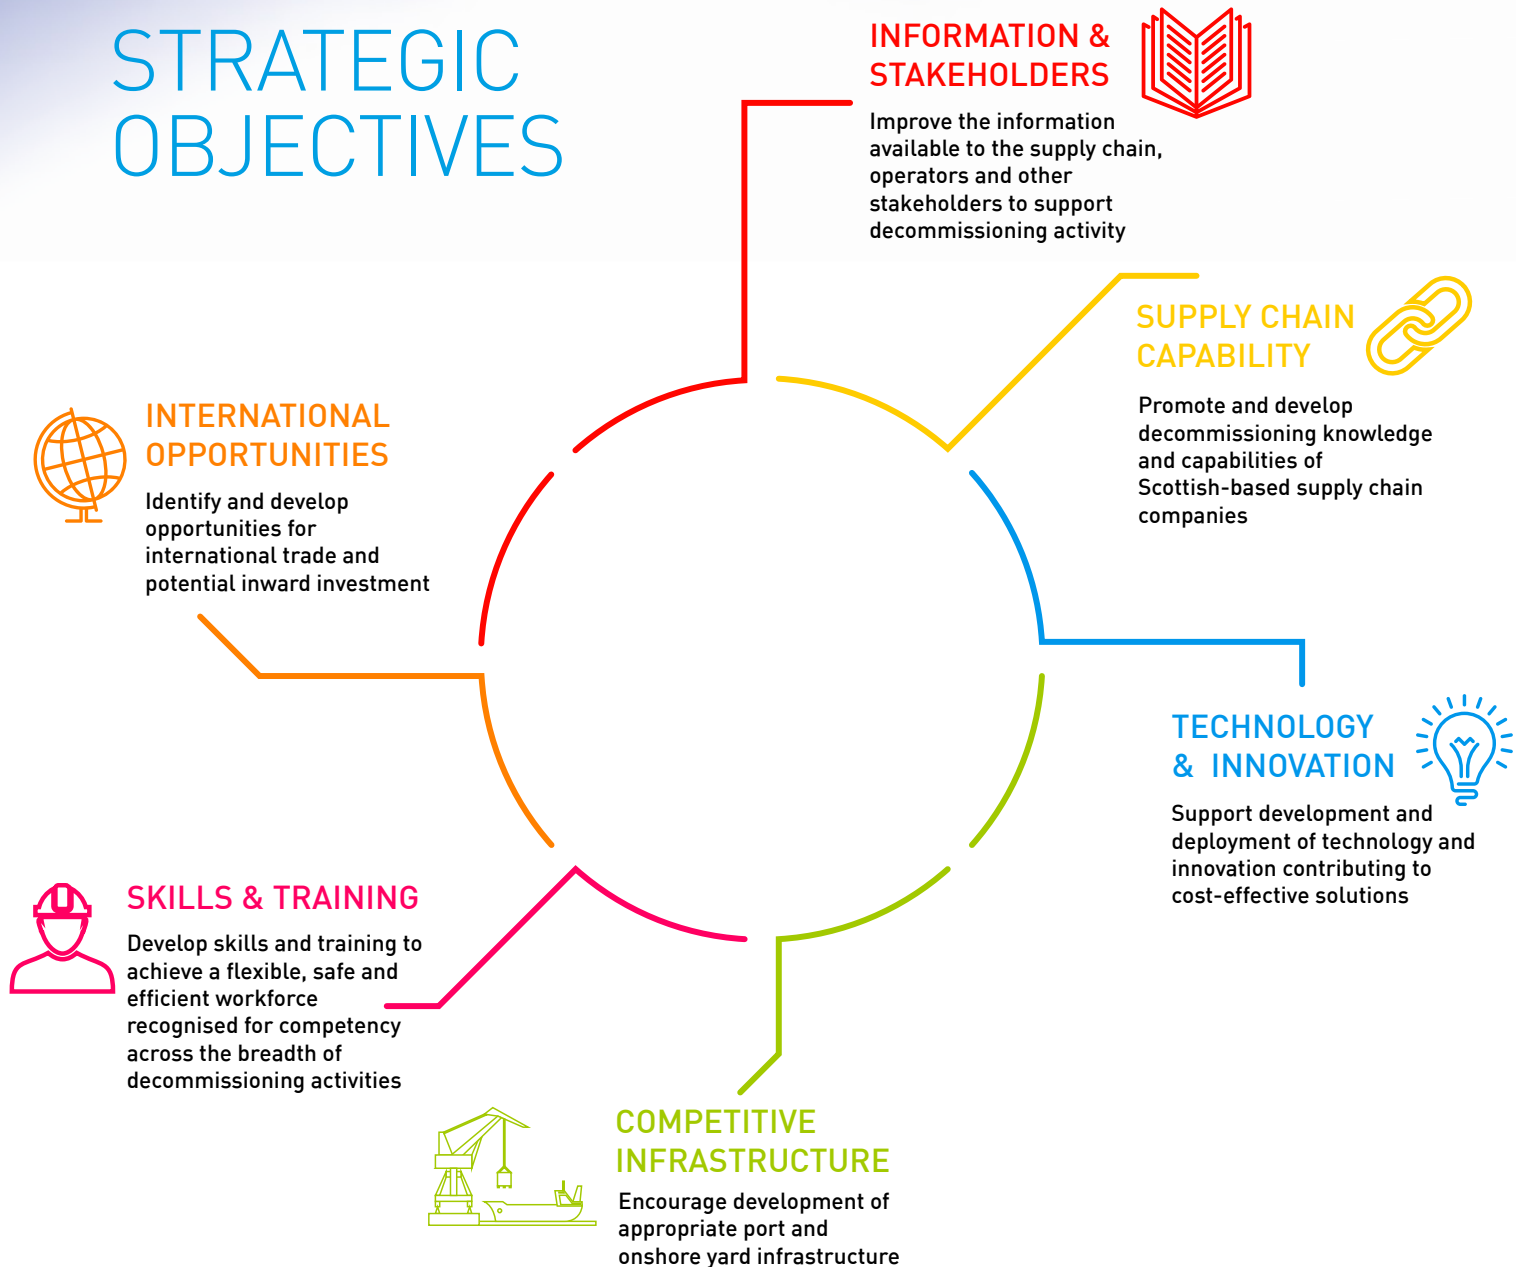 STRATEGIC
OBJECTIVES
INFORMATION &
STAKEHOLDERS
Improve the information
available to the supply chain,
operators and other
stakeholders to support
decommissioning activity
SUPPLY CHAIN
CAPABILITY
Promote and develop
decommissioning knowledge
and capabilities of
Scottish-based supply chain
companies
TECHNOLOGY
& INNOVATION
Support development and
deployment of technology and
innovation contributing to
cost-effective solutions
COMPETITIVE
INFRASTRUCTURE
Encourage development of
appropriate port and
onshore yard infrastructure
SKILLS & TRAINING
Develop skills and training to
achieve a flexible, safe and
efficient workforce
recognised for competency
across the breadth of
decommissioning activities
INTERNATIONAL
OPPORTUNITIES
Identify and develop
opportunities for
international trade and
potential inward investment